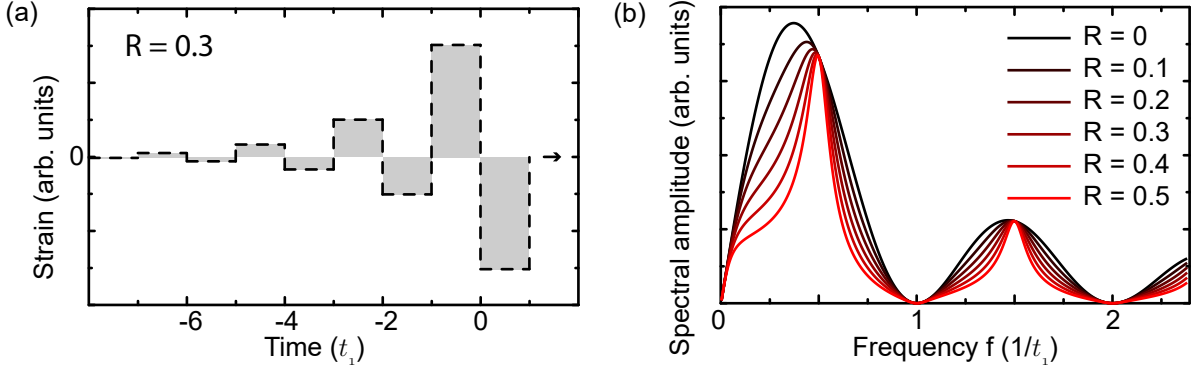 (a)
R = 0.3
Strain (arb. units)
0
-6
-4
-2
0
Time (t₁)
→
(b)
Spectral amplitude (arb. units)
R = 0
R = 0.1
R = 0.2
R = 0.3
R = 0.4
R = 0.5
0
1
2
Frequency f (1/t₁)